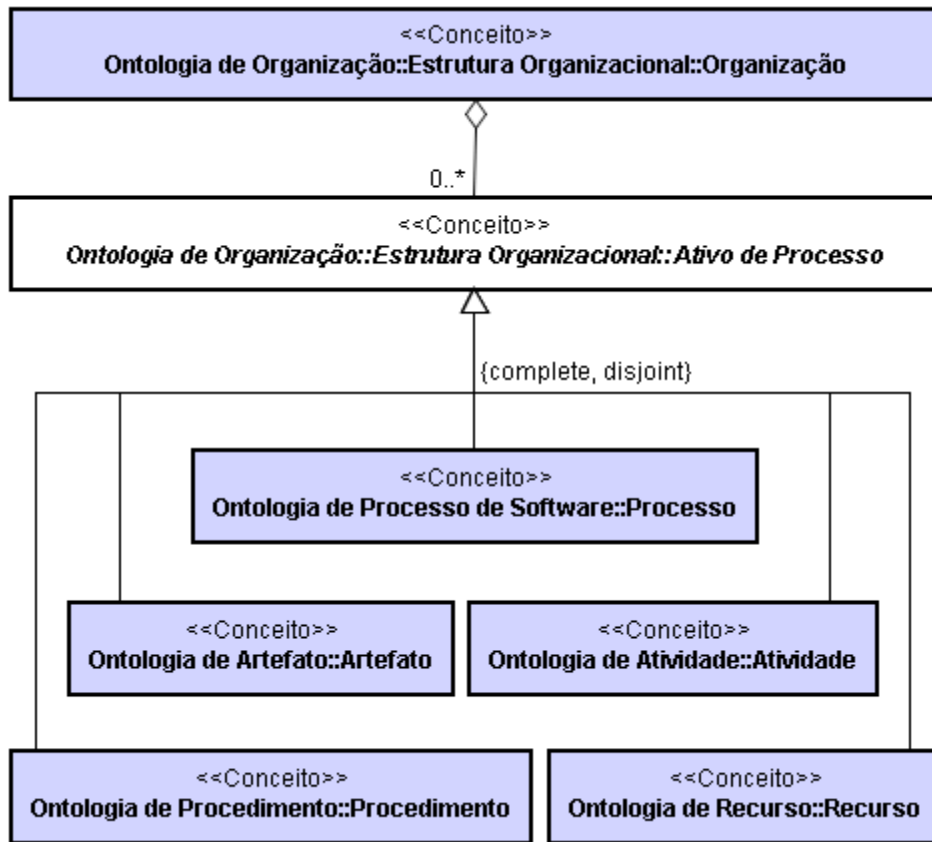 <<Conceito>>
Ontologia de Organização::Estrutura Organizacional::Organização
0..*
<<Conceito>>
Ontologia de Organização::Estrutura Organizacional::Ativo de Processo
{complete, disjoint}
<<Conceito>>
Ontologia de Processo de Software::Processo
<<Conceito>>
Ontologia de Artefato::Artefato
<<Conceito>>
Ontologia de Atividade::Atividade
<<Conceito>>
Ontologia de Procedimento::Procedimento
<<Conceito>>
Ontologia de Recurso::Recurso